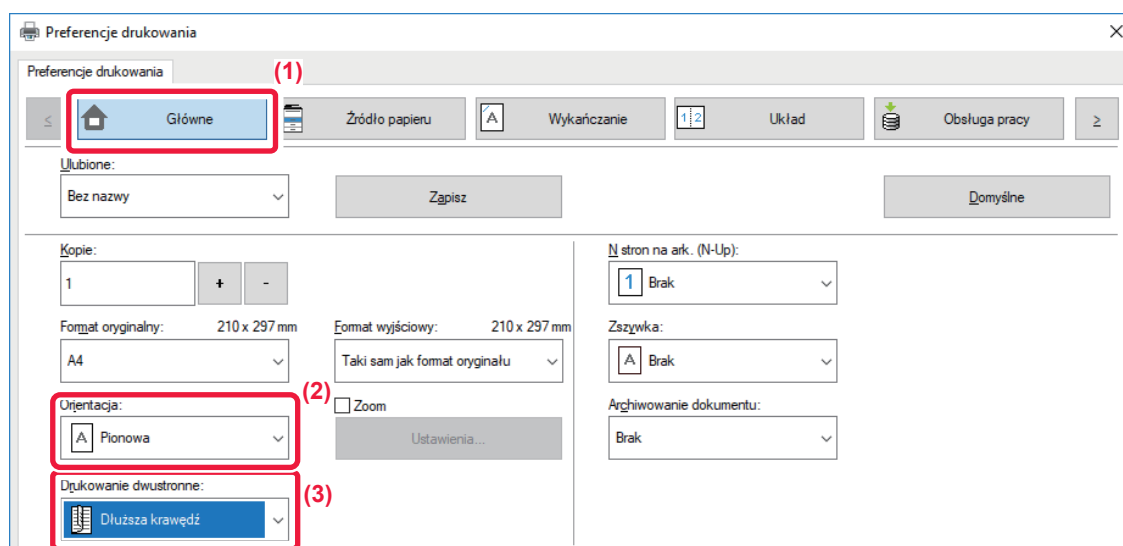 Preferencje drukowania
Preferencje drukowania
(1)
≤ Główne Źródło papieru A Wykańczanie 1 2 Układ Obsługa pracy ≥
Ulubione:
Bez nazwy Zapisz Domyślne
Kopie: N stron na ark. (N-Up):
1 + - 1 Brak
Format oryginalny: 210 x 297 mm Format wyjściowy: 210 x 297 mm Zszywka:
A4 Taki sam jak format oryginału A Brak
(2)
Orientacja: Zoom Archiwowanie dokumentu:
A Pionowa Ustawienia... Brak
Drukowanie dwustronne:
(3)
Dłuższa krawędź